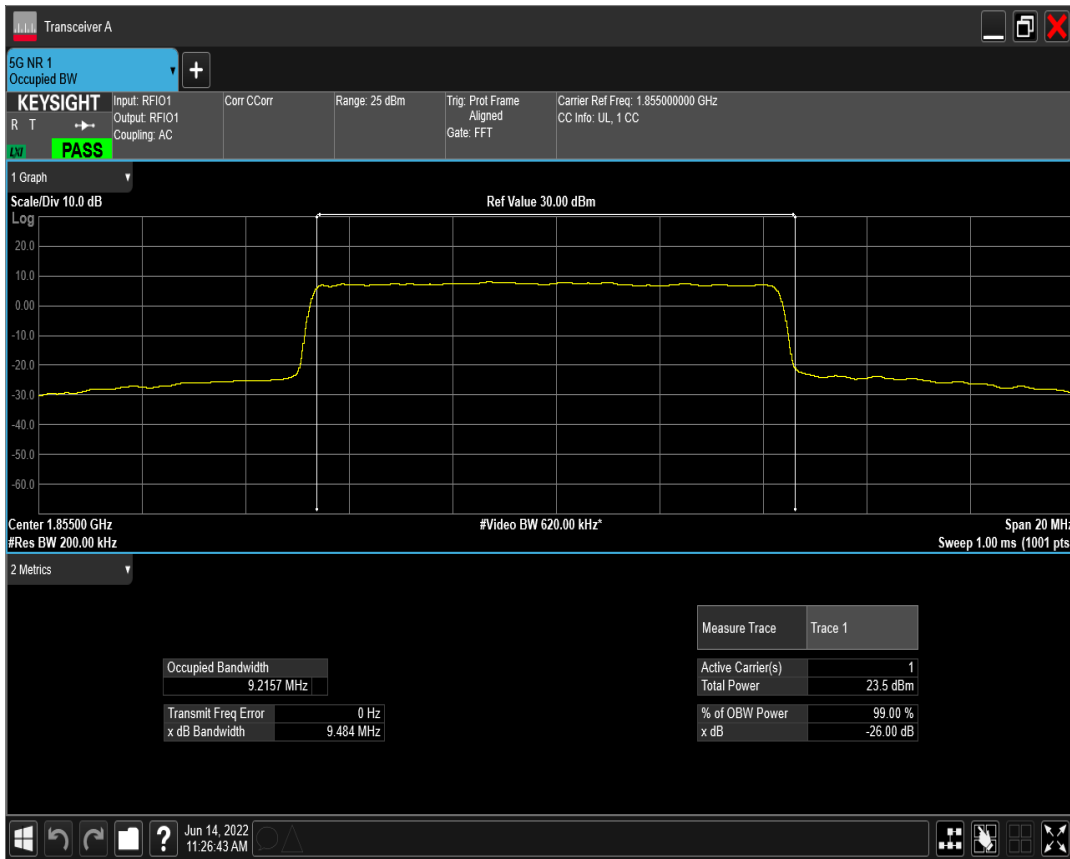 Transceiver A
5G NR 1
Occupied BW
+
KEYSIGHT
R T
LXI
PASS
Input: RFIO1
Output: RFIO1
Coupling: AC
Corr CCorr
Range: 25 dBm
Trig: Prot Frame
Aligned
Gate: FFT
Carrier Ref Freq: 1.855000000 GHz
CC Info: UL, 1 CC
1 Graph
Scale/Div 10.0 dB
Ref Value 30.00 dBm
Log
20.0
10.0
0.00
-10.0
-20.0
-30.0
-40.0
-50.0
-60.0
Center 1.85500 GHz
#Video BW 620.00 kHz*
Span 20 MHz
#Res BW 200.00 kHz
Sweep 1.00 ms (1001 pts
2 Metrics
Measure Trace Trace 1
Occupied Bandwidth
9.2157 MHz
Active Carrier(s) 1
Total Power 23.5 dBm
Transmit Freq Error 0 Hz
x dB Bandwidth 9.484 MHz
% of OBW Power 99.00 %
x dB -26.00 dB
?
Jun 14, 2022
11:26:43 AM